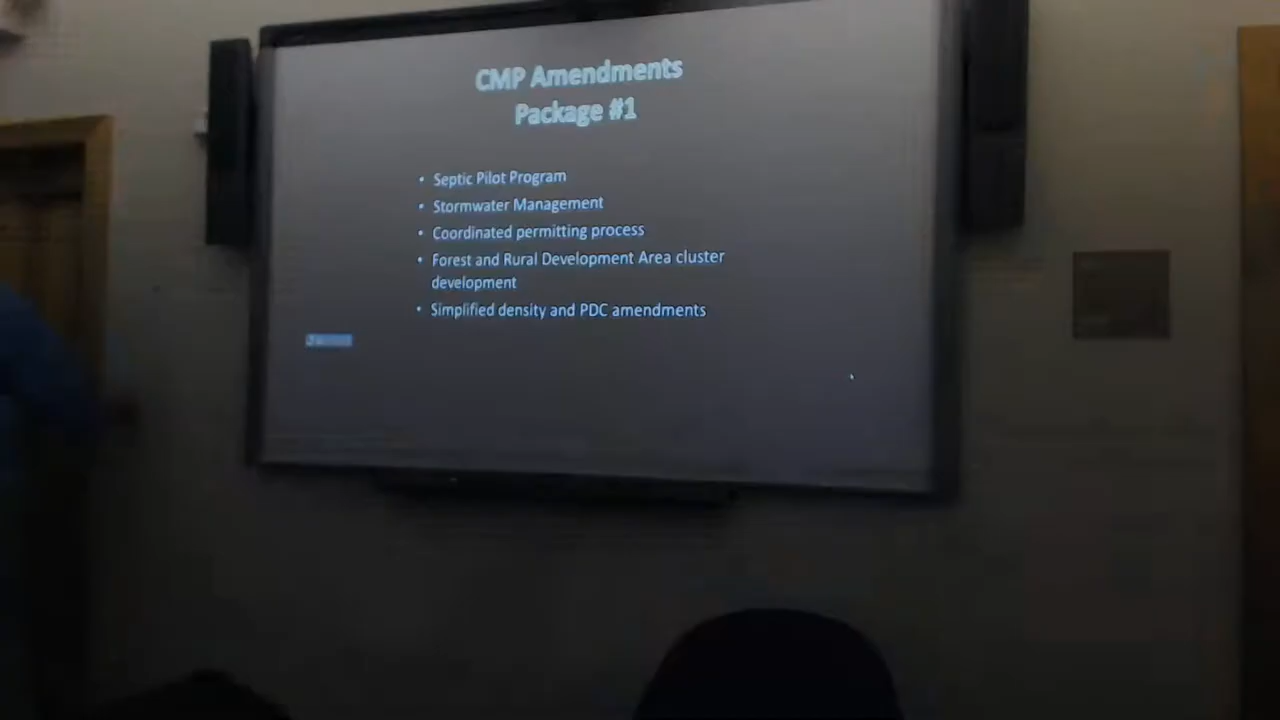 CMP Amendments
Package #1
• Septic Pilot Program
• Stormwater Management
• Coordinated permitting process
• Forest and Rural Development Area cluster
development
• Simplified density and PDC amendments